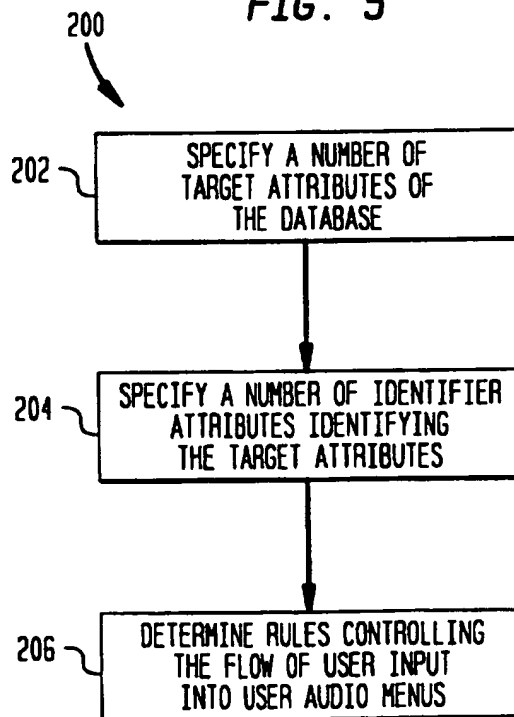 FIG. 5
200
202
SPECIFY A NUMBER OF
TARGET ATTRIBUTES OF
THE DATABASE
204
SPECIFY A NUMBER OF IDENTIFIER
ATTRIBUTES IDENTIFYING
THE TARGET ATTRIBUTES
206
DETERMINE RULES CONTROLLING
THE FLOW OF USER INPUT
INTO USER AUDIO MENUS